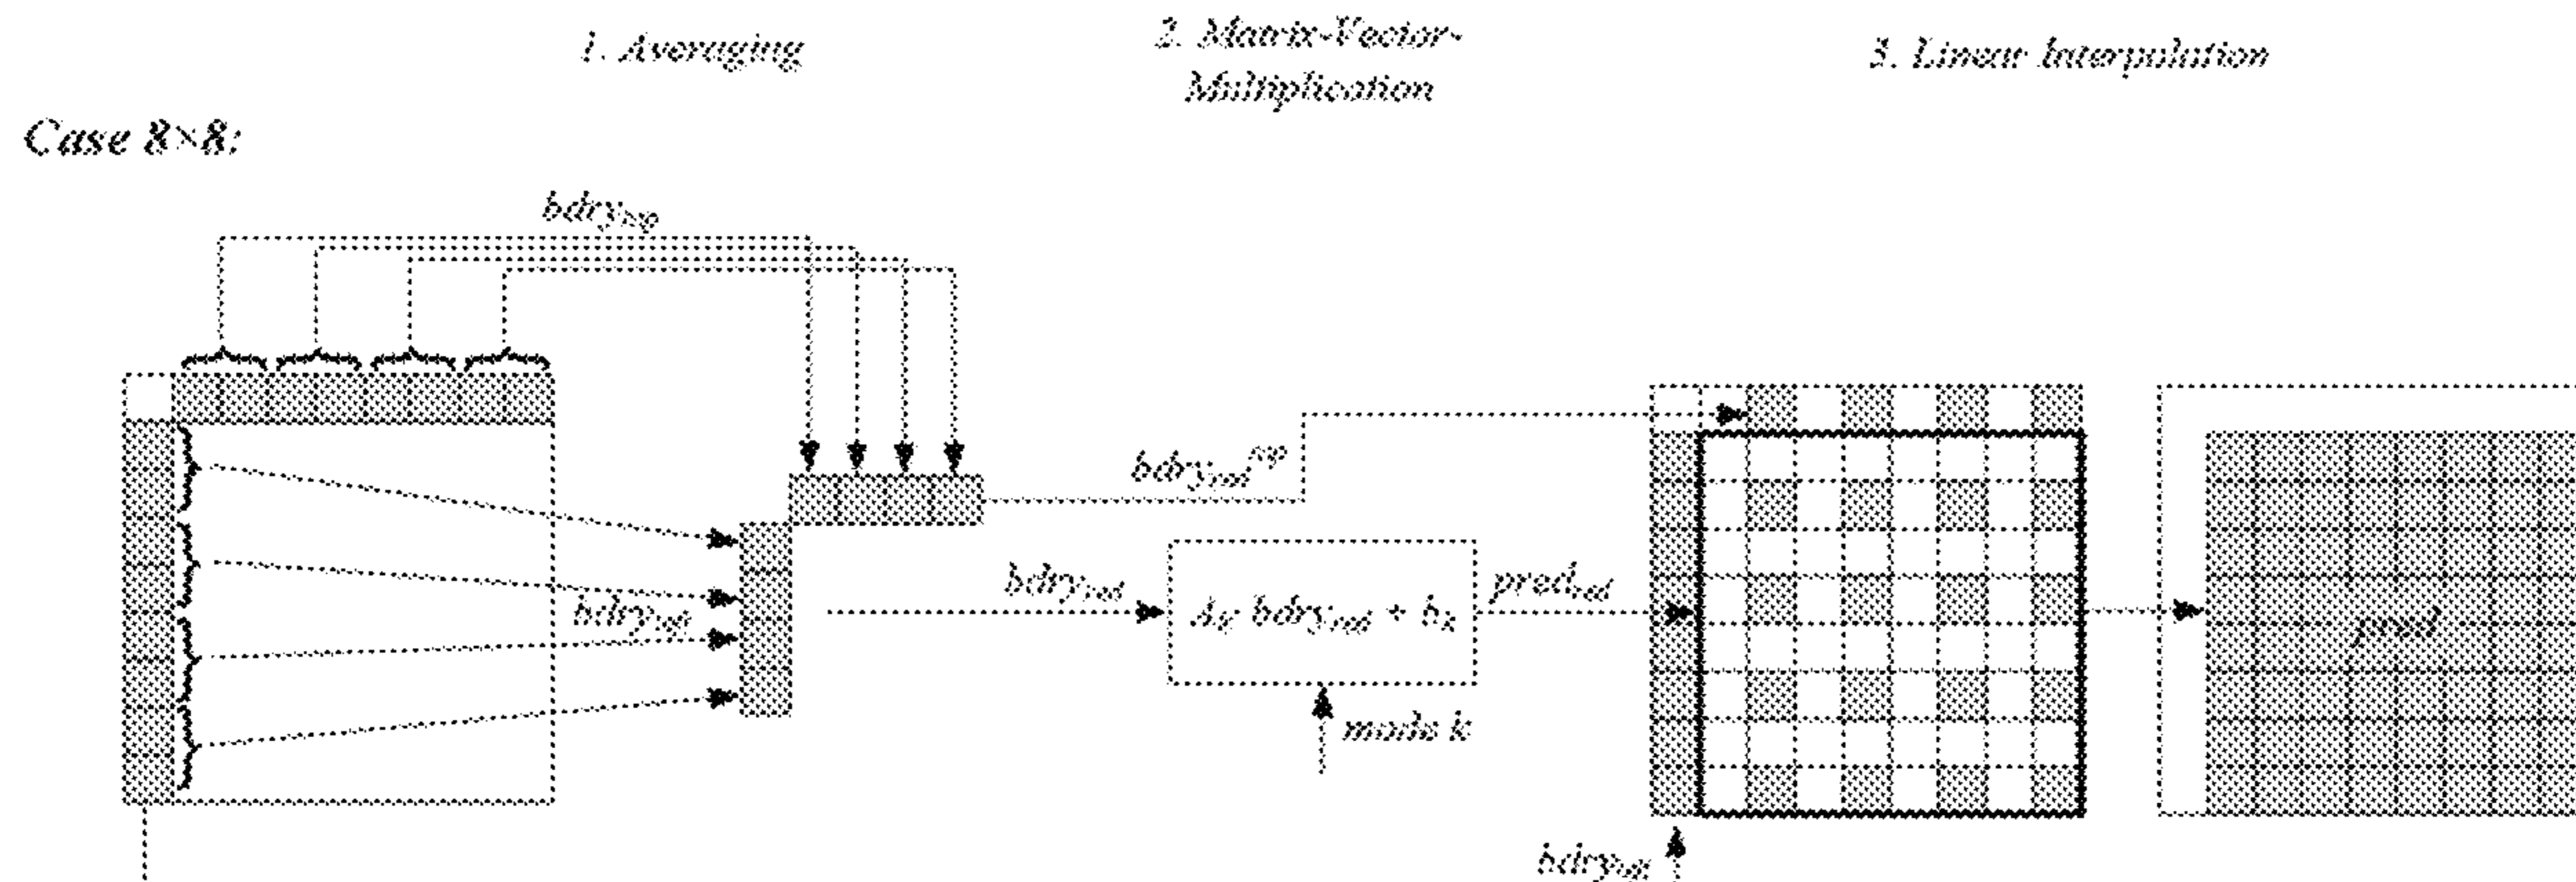 1. Averaging
2. Matrix-Vector-
Multiplication
3. Linear Interpolation
Case 8×8:
bdry_top
bdry_red^top
bdry_left
bdry_red
A_k bdry_red + b_k
pred_red
mode k
pred
bdry_left